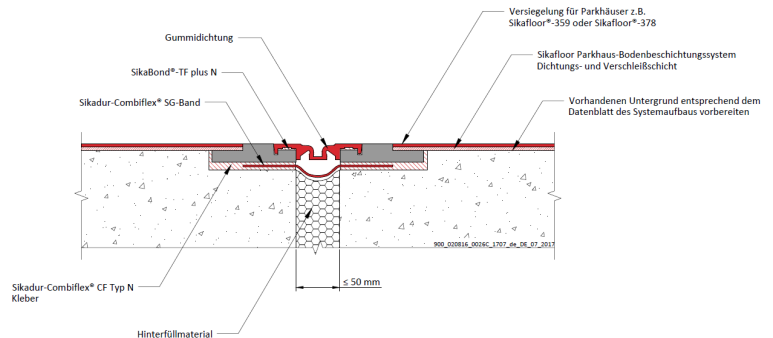 Versiegelung für Parkhäuser z.B.
Sikafloor®-359 oder Sikafloor®-378
Gummidichtung
Sikafloor Parkhaus-Bodenbeschichtungssystem
Dichtungs- und Verschleißschicht
SikaBond®-TF plus N
Sikadur-Combiflex® SG-Band
Vorhandenen Untergrund entsprechend dem
Datenblatt des Systemaufbaus vorbereiten
900_020816_0026C_1707_de_DE_07_2017
Sikadur-Combiflex® CF Typ N
Kleber
≤ 50 mm
Hinterfüllmaterial